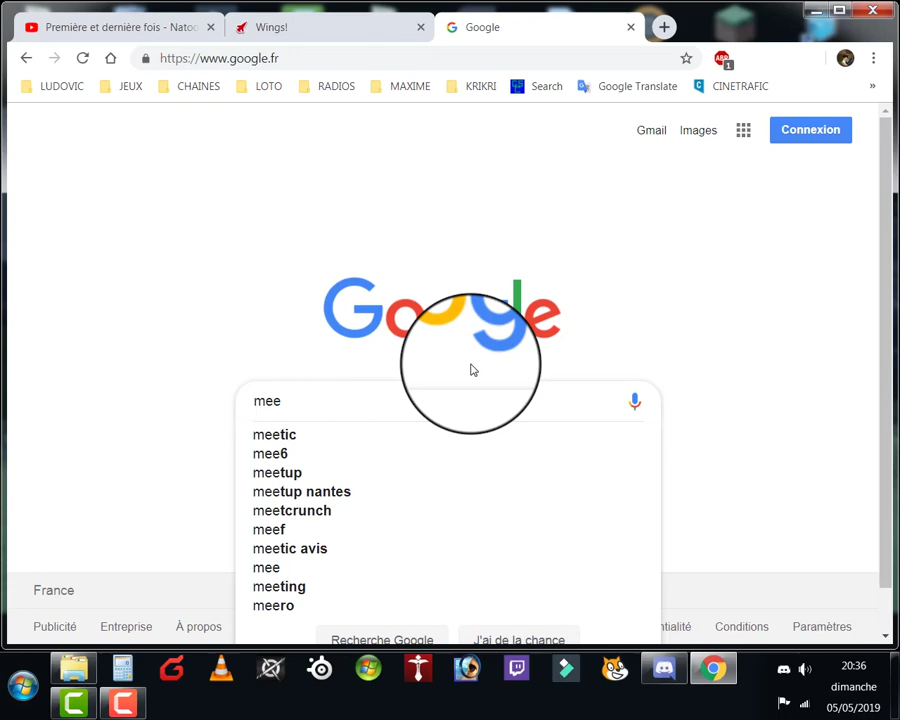 Première et dernière fois - Natoo
Wings!
Google
https://www.google.fr
ABP
1
LUDOVIC
JEUX
CHAINES
LOTO
RADIOS
MAXIME
KRIKRI
Search
Google Translate
CINETRAFIC
»
Gmail
Images
Connexion
Google
mee
meetic
mee6
meetup
meetup nantes
meetcrunch
meef
meetic avis
mee
meeting
meero
Recherche Google
J'ai de la chance
France
Publicité
Entreprise
À propos
entialité
Conditions
Paramètres
20:36
dimanche
05/05/2019